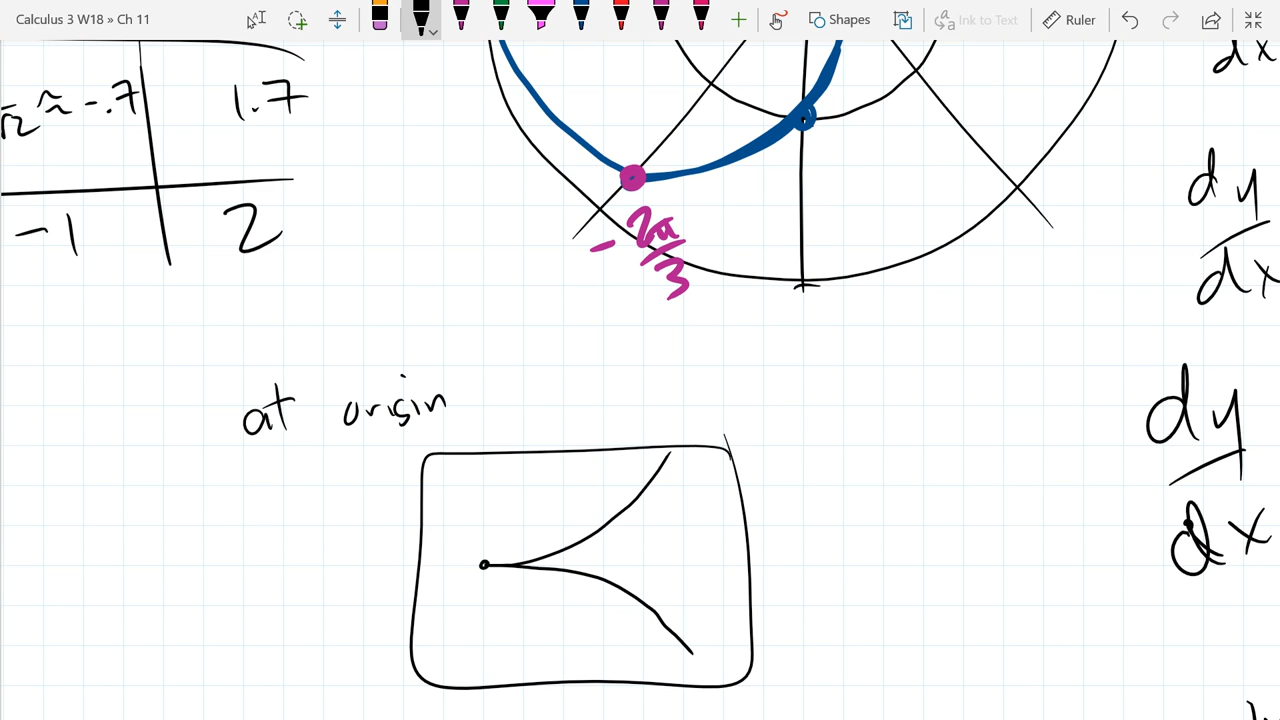 Calculus 3 W18 » Ch 11
Shapes
Ink to Text
Ruler
≈ -.7 1.7
-1 2
- 2π/3
at origin
dx
dy
dx
dy
dx